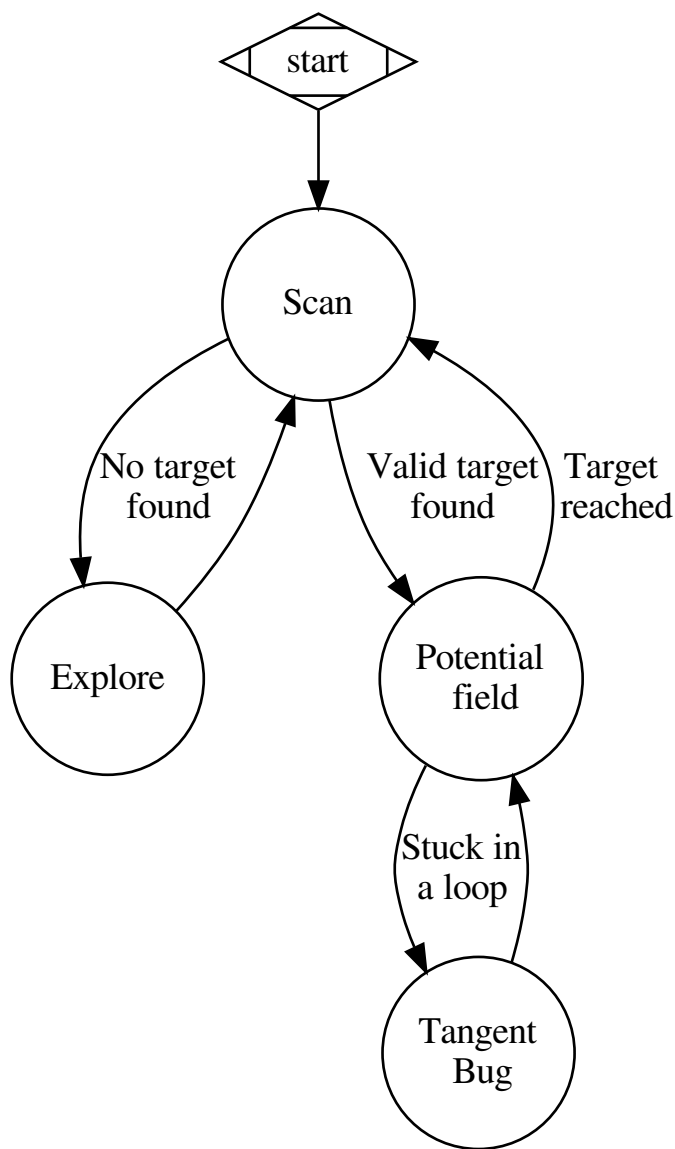 start
Scan
No target
found
Valid target
found
Target
reached
Explore
Potential
field
Stuck in
a loop
Tangent
Bug